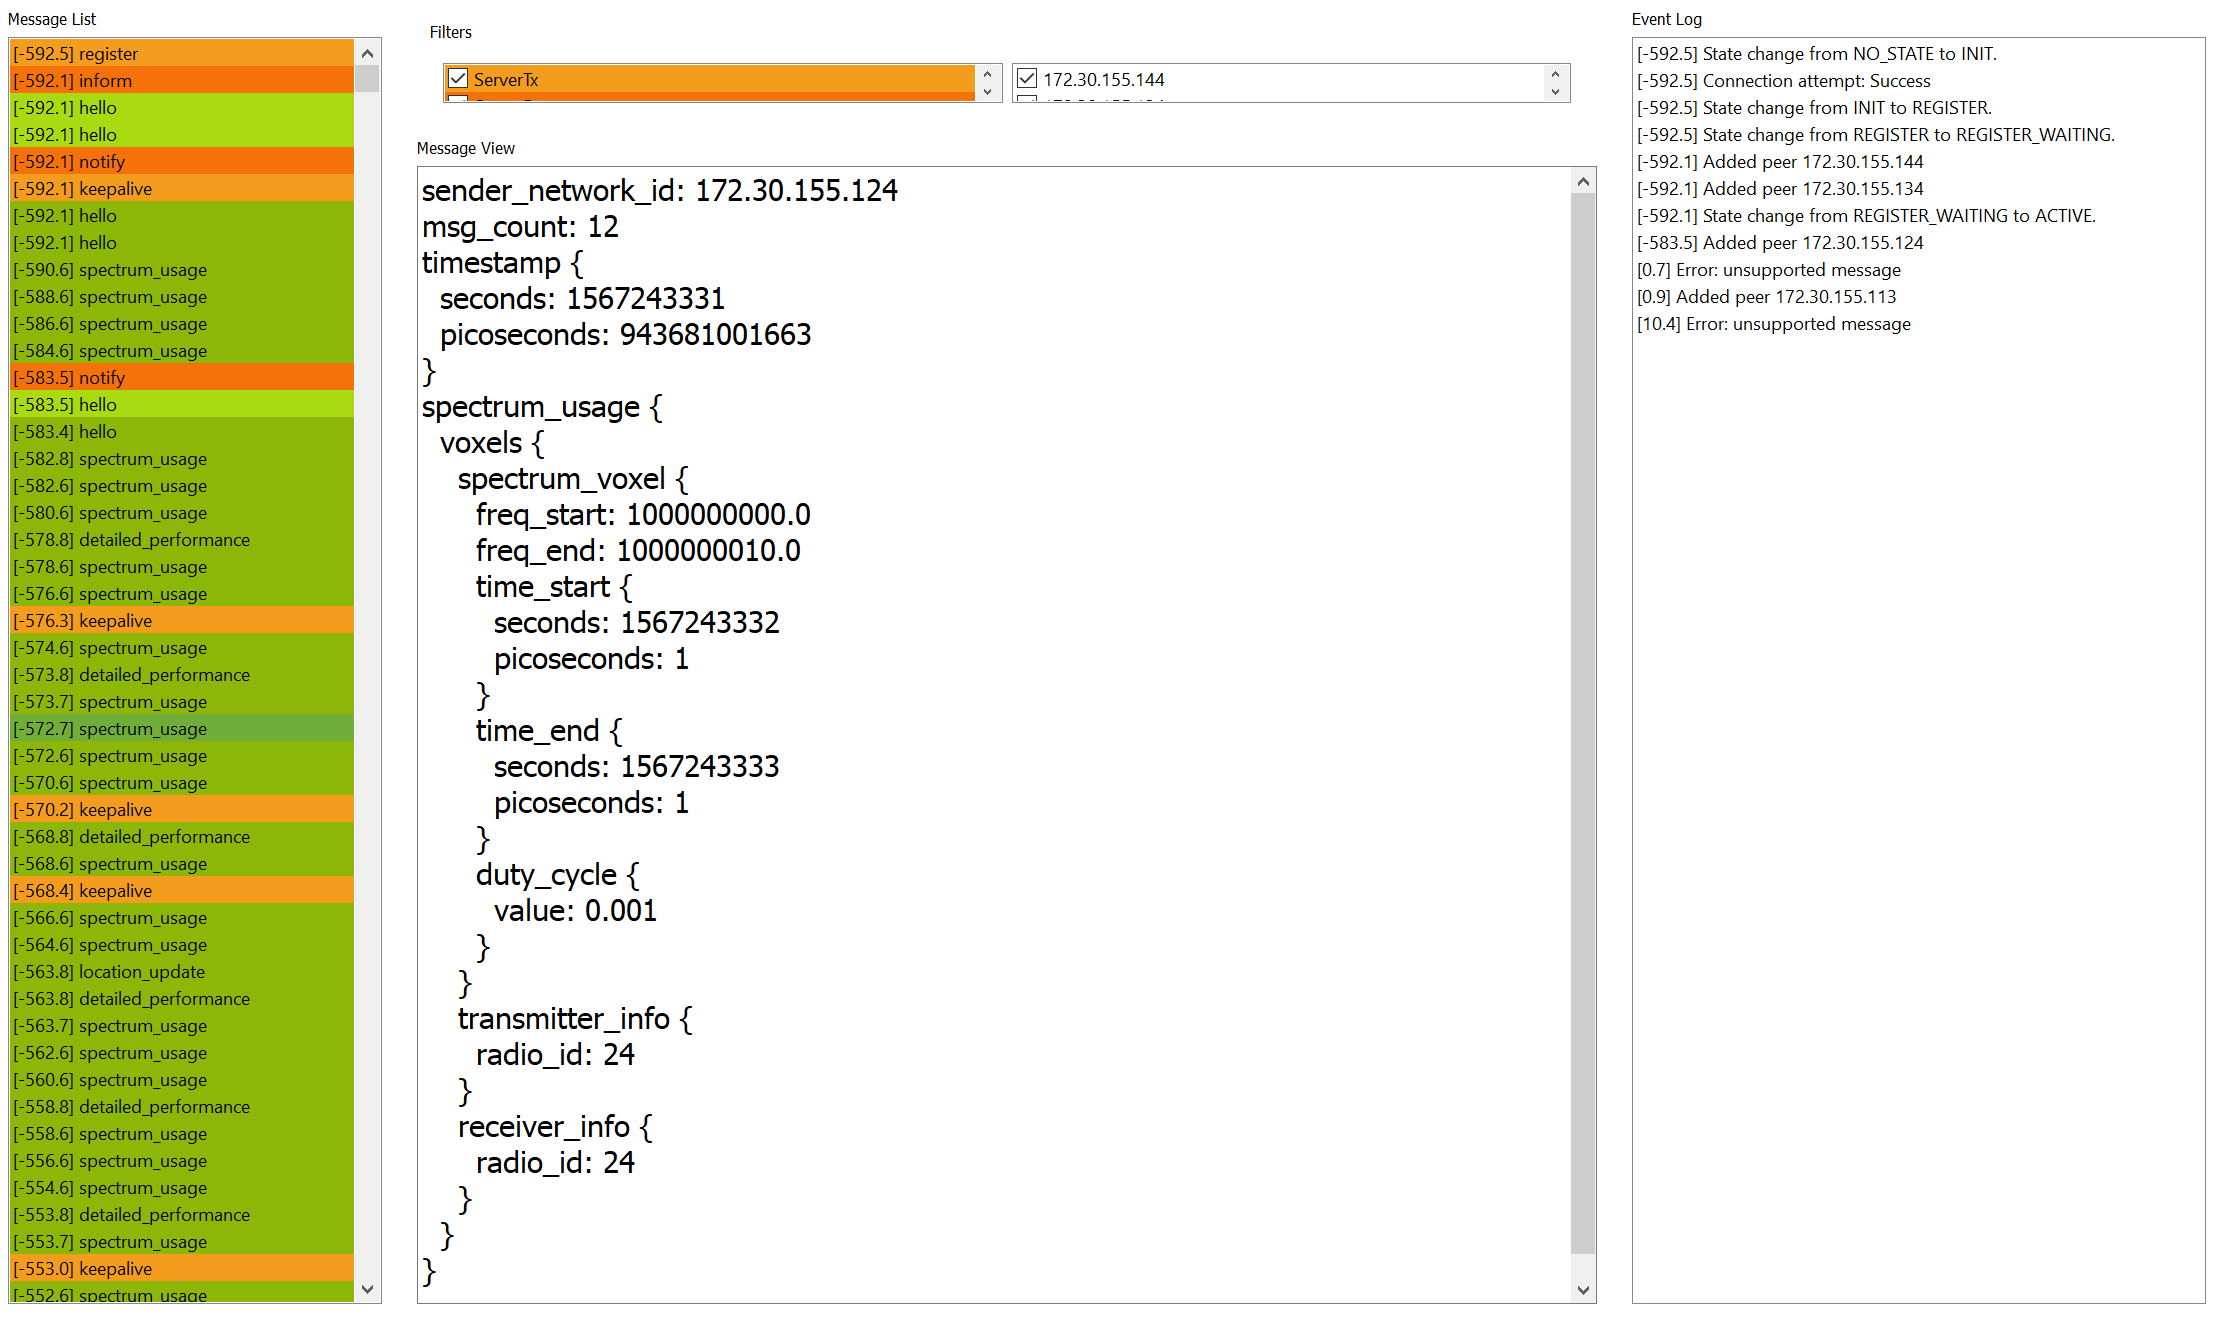 Message List
[-592.5] register
[-592.1] inform
[-592.1] hello
[-592.1] hello
[-592.1] notify
[-592.1] keepalive
[-592.1] hello
[-592.1] hello
[-590.6] spectrum_usage
[-588.6] spectrum_usage
[-586.6] spectrum_usage
[-584.6] spectrum_usage
[-583.5] notify
[-583.5] hello
[-583.4] hello
[-582.8] spectrum_usage
[-582.6] spectrum_usage
[-580.6] spectrum_usage
[-578.8] detailed_performance
[-578.6] spectrum_usage
[-576.6] spectrum_usage
[-576.3] keepalive
[-574.6] spectrum_usage
[-573.8] detailed_performance
[-573.7] spectrum_usage
[-572.7] spectrum_usage
[-572.6] spectrum_usage
[-570.6] spectrum_usage
[-570.2] keepalive
[-568.8] detailed_performance
[-568.6] spectrum_usage
[-568.4] keepalive
[-566.6] spectrum_usage
[-564.6] spectrum_usage
[-563.8] location_update
[-563.8] detailed_performance
[-563.7] spectrum_usage
[-562.6] spectrum_usage
[-560.6] spectrum_usage
[-558.8] detailed_performance
[-558.6] spectrum_usage
[-556.6] spectrum_usage
[-554.6] spectrum_usage
[-553.8] detailed_performance
[-553.7] spectrum_usage
[-553.0] keepalive
[-552.6] spectrum_usage
Filters
ServerTx
172.30.155.144
Message View
sender_network_id: 172.30.155.124
msg_count: 12
timestamp {
seconds: 1567243331
picoseconds: 943681001663
}
spectrum_usage {
voxels {
spectrum_voxel {
freq_start: 1000000000.0
freq_end: 1000000010.0
time_start {
seconds: 1567243332
picoseconds: 1
}
time_end {
seconds: 1567243333
picoseconds: 1
}
duty_cycle {
value: 0.001
}
}
transmitter_info {
radio_id: 24
}
receiver_info {
radio_id: 24
}
}
}
Event Log
[-592.5] State change from NO_STATE to INIT.
[-592.5] Connection attempt: Success
[-592.5] State change from INIT to REGISTER.
[-592.5] State change from REGISTER to REGISTER_WAITING.
[-592.1] Added peer 172.30.155.144
[-592.1] Added peer 172.30.155.134
[-592.1] State change from REGISTER_WAITING to ACTIVE.
[-583.5] Added peer 172.30.155.124
[0.7] Error: unsupported message
[0.9] Added peer 172.30.155.113
[10.4] Error: unsupported message